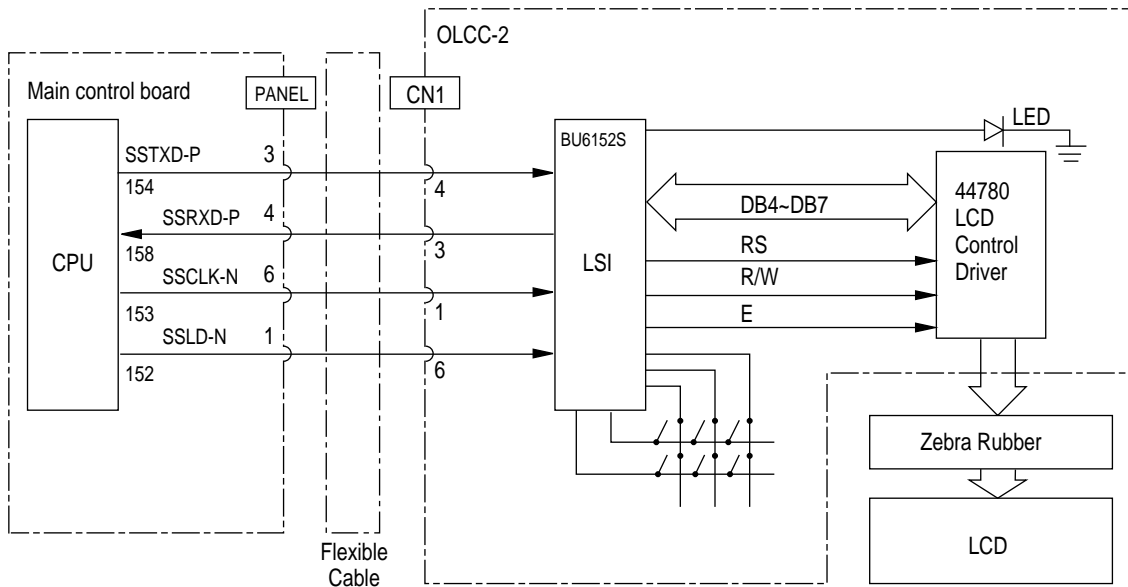 OLCC-2
Main control board
PANEL
CN1
BU6152S
LED
SSTXD-P
3
154
4
SSRXD-P
4
158
3
CPU
SSCLK-N
6
153
1
SSLD-N
1
152
6
LSI
DB4~DB7
RS
R/W
E
44780
LCD
Control
Driver
Zebra Rubber
LCD
Flexible
Cable